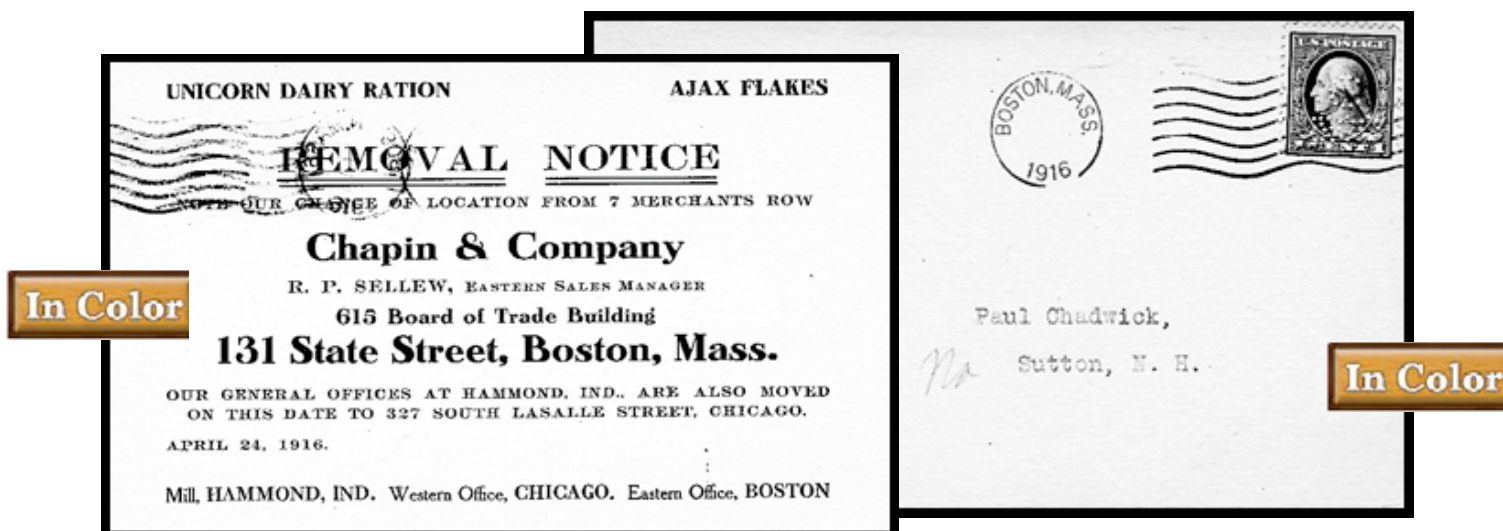 UNICORN DAIRY RATION AJAX FLAKES
REMOVAL NOTICE
NOTE OUR CHANGE OF LOCATION FROM 7 MERCHANTS ROW
Chapin & Company
R. P. SELLEW, EASTERN SALES MANAGER
615 Board of Trade Building
131 State Street, Boston, Mass.
OUR GENERAL OFFICES AT HAMMOND, IND., ARE ALSO MOVED
ON THIS DATE TO 327 SOUTH LASALLE STREET, CHICAGO.
APRIL 24, 1916.
Mill, HAMMOND, IND. Western Office, CHICAGO. Eastern Office, BOSTON
In Color
U.S. POSTAGE
BOSTON, MASS.
1916
Paul Chadwick,
No Sutton, N. H.
In Color